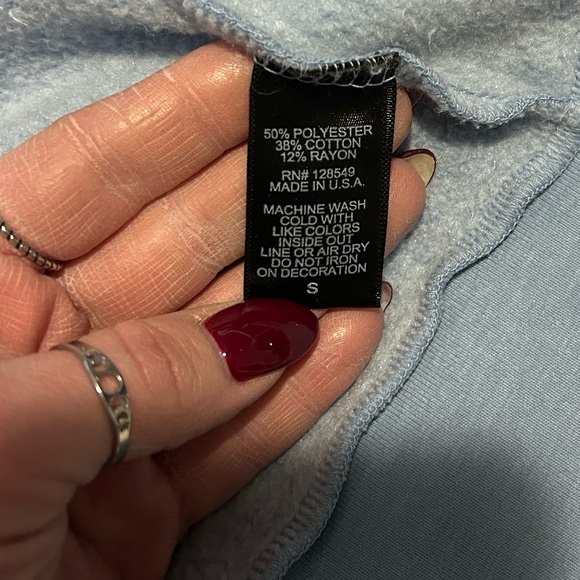 50% POLYESTER
38% COTTON
12% RAYON
RN# 128549
MADE IN U.S.A.
MACHINE WASH
COLD WITH
LIKE COLORS
INSIDE OUT
LINE OR AIR DRY
DO NOT IRON
ON DECORATION
S